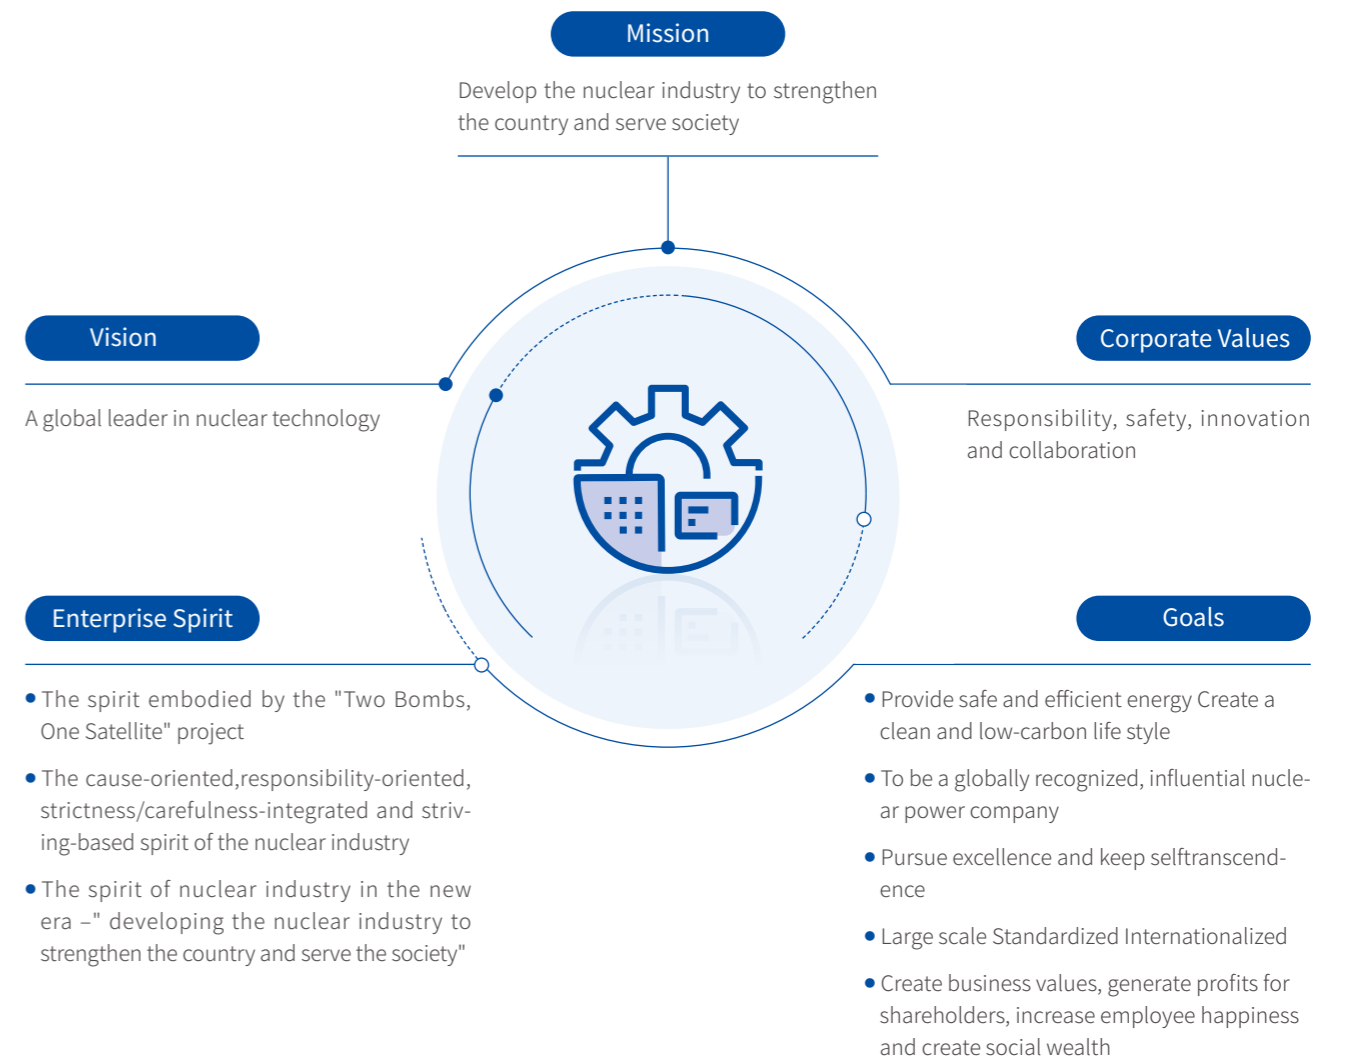 Mission
Develop the nuclear industry to strengthen
the country and serve society
Vision
A global leader in nuclear technology
Corporate Values
Responsibility, safety, innovation
and collaboration
Enterprise Spirit
The spirit embodied by the "Two Bombs,
One Satellite" project
The cause-oriented,responsibility-oriented,
strictness/carefulness-integrated and striv-
ing-based spirit of the nuclear industry
The spirit of nuclear industry in the new
era –" developing the nuclear industry to
strengthen the country and serve the society"
Goals
Provide safe and efficient energy Create a
clean and low-carbon life style
To be a globally recognized, influential nucle-
ar power company
Pursue excellence and keep selftranscend-
ence
Large scale Standardized Internationalized
Create business values, generate profits for
shareholders, increase employee happiness
and create social wealth